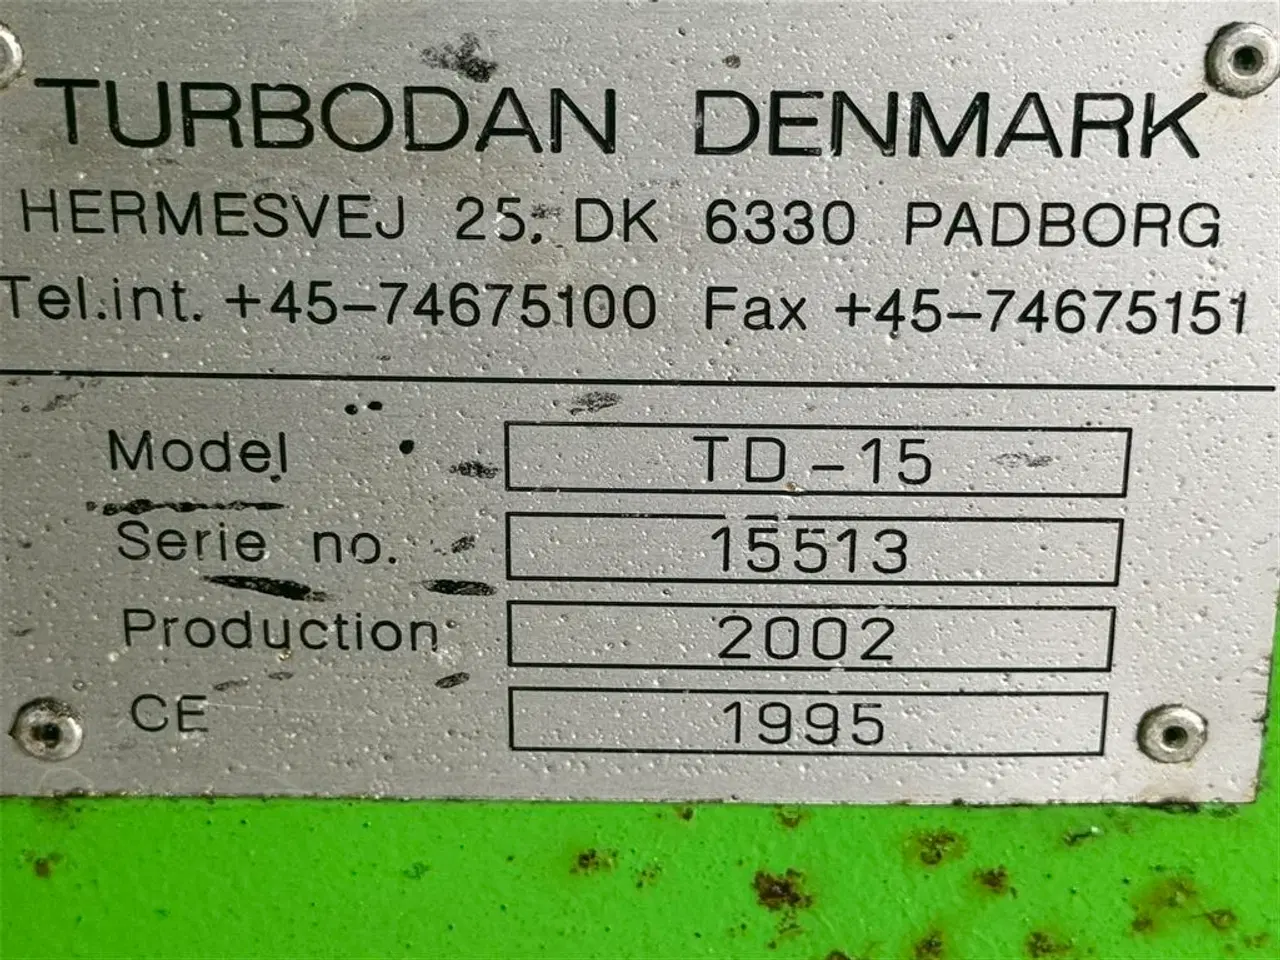 TURBODAN DENMARK
HERMESVEJ 25. DK 6330 PADBORG
Tel.int. +45-74675100 Fax +45-74675151
Model TD-15
Serie no. 15513
Production 2002
CE 1995